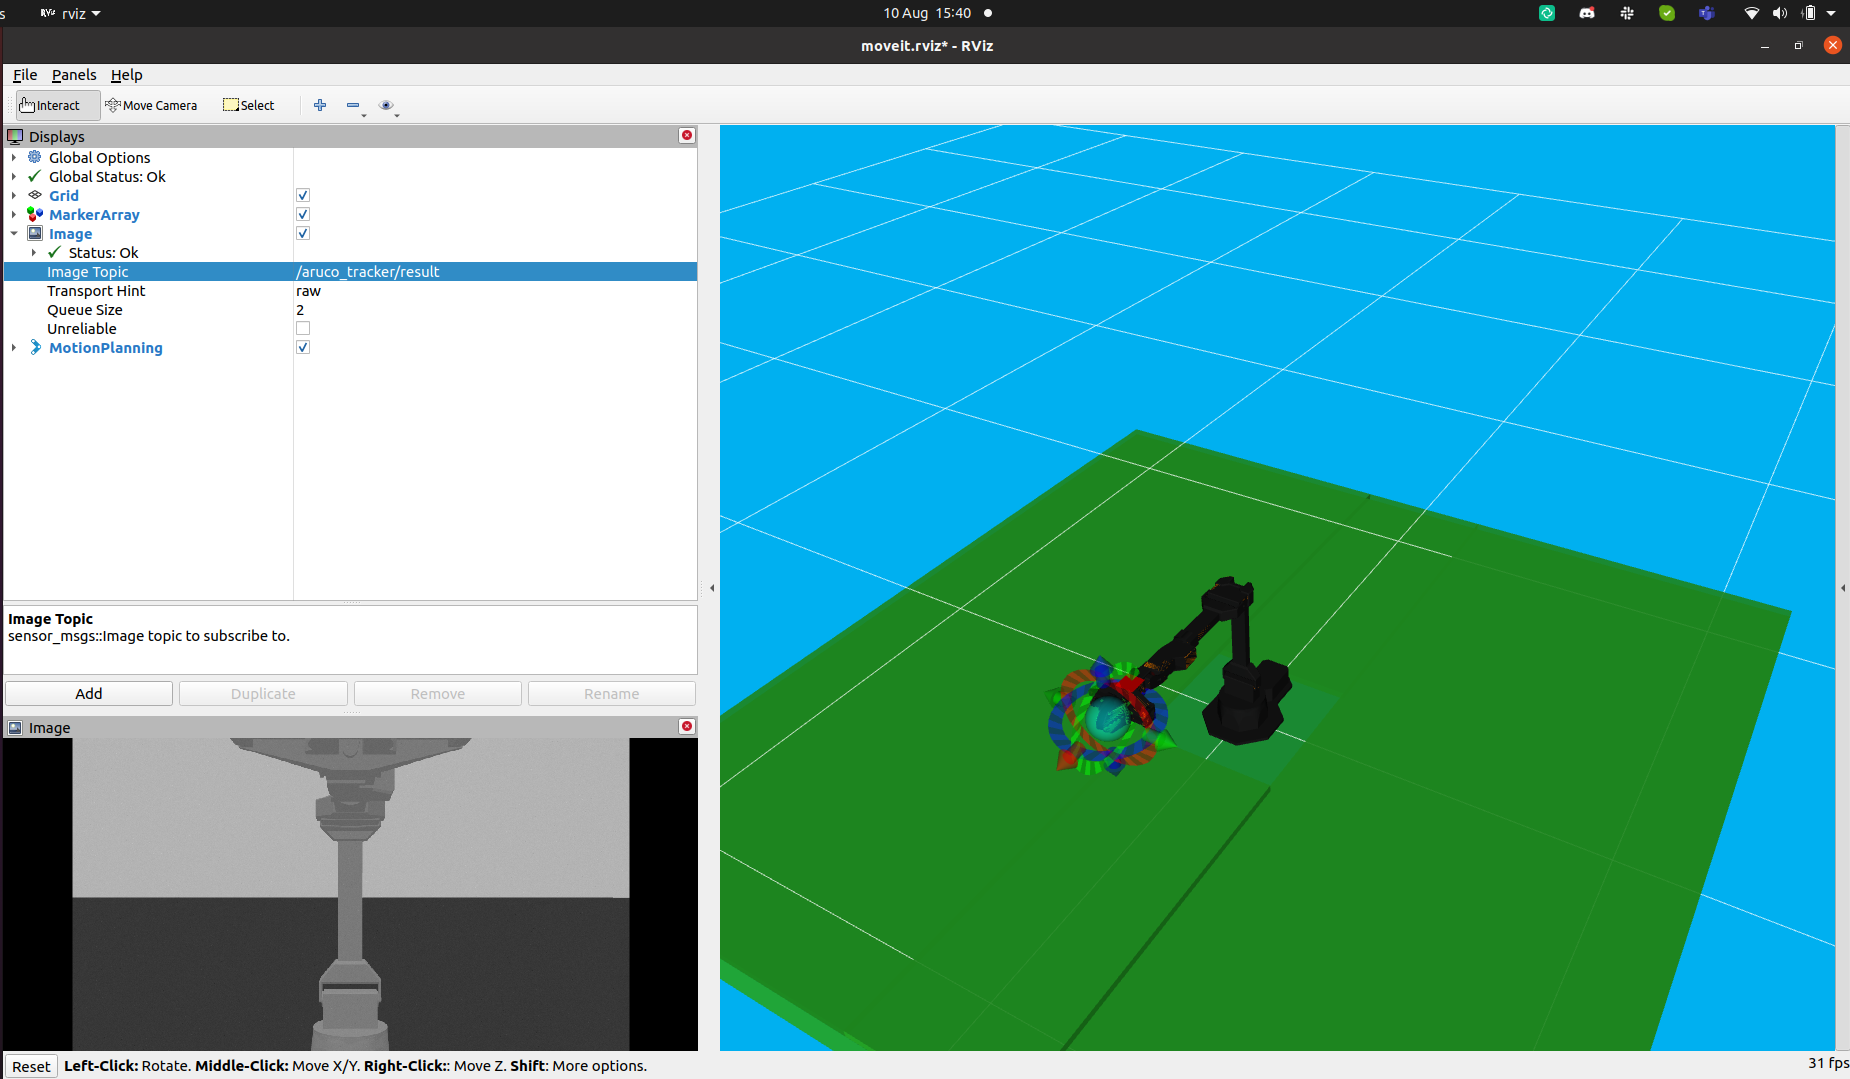 s rviz 10 Aug 15:40
moveit.rviz* - RViz
File Panels Help
Interact Move Camera Select
Displays
Global Options
Global Status: Ok
Grid
MarkerArray
Image
Status: Ok
Image Topic /aruco_tracker/result
Transport Hint raw
Queue Size 2
Unreliable
MotionPlanning
Image Topic
sensor_msgs::Image topic to subscribe to.
Add Duplicate Remove Rename
Image
Reset Left-Click: Rotate. Middle-Click: Move X/Y. Right-Click:: Move Z. Shift: More options. 31 fps